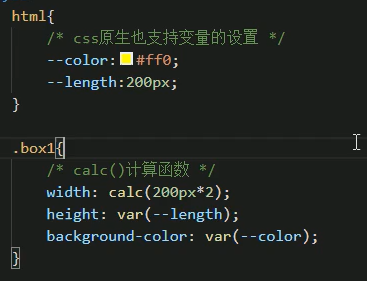 html{
/* css原生也支持变量的设置 */
--color:#ff0;
--length:200px;
}
.box1{
/* calc()计算函数 */
width: calc(200px*2);
height: var(--length);
background-color: var(--color);
}